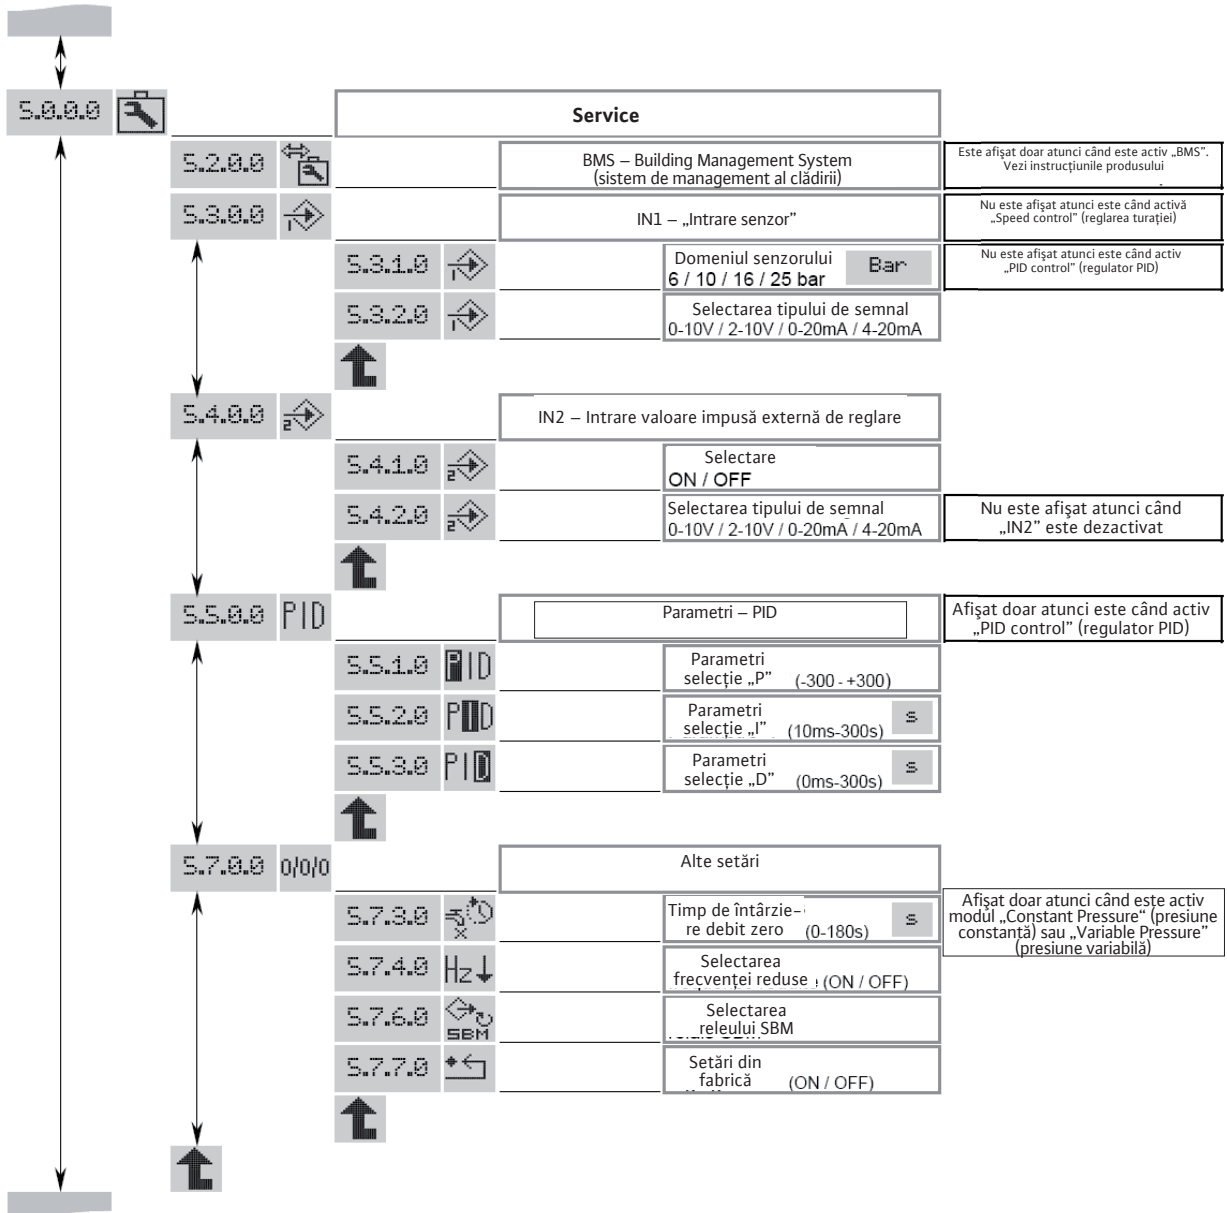 5.0.0.0
Service
5.2.0.0
BMS – Building Management System
(sistem de management al clădirii)
Este afişat doar atunci când este activ „BMS”.
Vezi instrucțiunile produsului
5.3.0.0
1
IN1 – „Intrare senzor”
Nu este afişat atunci este când activă
„Speed control” (reglarea turației)
5.3.1.0
1
Domeniul senzorului
6 / 10 / 16 / 25 bar
Bar
Nu este afişat atunci este când activ
„PID control” (regulator PID)
5.3.2.0
1
Selectarea tipului de semnal
0-10V / 2-10V / 0-20mA / 4-20mA
5.4.0.0
2
IN2 – Intrare valoare impusă externă de reglare
5.4.1.0
2
Selectare
ON / OFF
5.4.2.0
2
Selectarea tipului de semnal
0-10V / 2-10V / 0-20mA / 4-20mA
Nu este afişat atunci când
„IN2” este dezactivat
5.5.0.0
PID
Parametri – PID
Afişat doar atunci este când activ
„PID control” (regulator PID)
5.5.1.0
PID
Parametri
selecție „P” (-300 - +300)
5.5.2.0
PID
Parametri
selecție „I” (10ms-300s)
s
5.5.3.0
PID
Parametri
selecție „D” (0ms-300s)
s
5.7.0.0
0/0/0
Alte setări
5.7.3.0
x
Timp de întârzie–
re debit zero (0-180s)
s
Afişat doar atunci când este activ
modul „Constant Pressure“ (presiune
constantă) sau „Variable Pressure”
(presiune variabilă)
5.7.4.0
Hz
Selectarea
frecvenței reduse (ON / OFF)
5.7.6.0
SBM
Selectarea
releului SBM
5.7.7.0
Setări din
fabrică (ON / OFF)